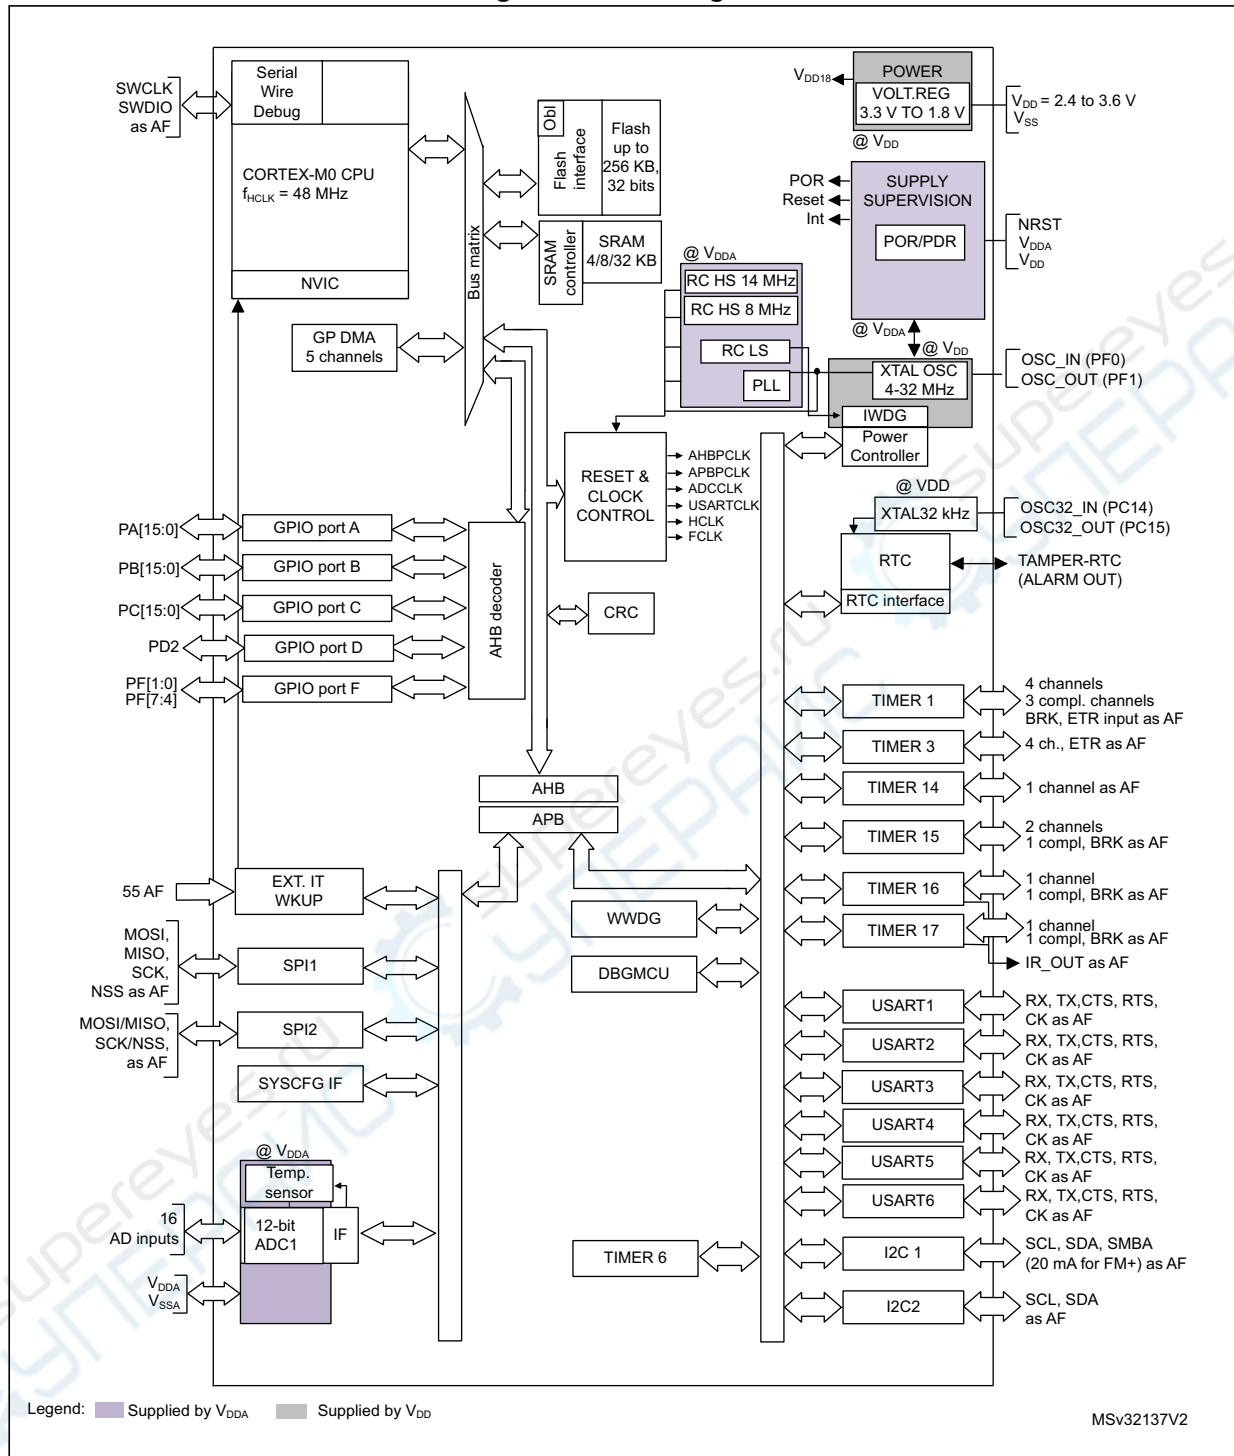 Serial
Wire
Debug
SWCLK
SWDIO
as AF
CORTEX-M0 CPU
fHCLK = 48 MHz
NVIC
Bus matrix
Obl
Flash
interface
Flash
up to
256 KB,
32 bits
SRAM
controller
SRAM
4/8/32 KB
GP DMA
5 channels
VDD18
POWER
VOLT.REG
3.3 V TO 1.8 V
VDD = 2.4 to 3.6 V
VSS
@ VDD
POR
Reset
Int
SUPPLY
SUPERVISION
POR/PDR
NRST
VDDA
VDD
@ VDDA
RC HS 14 MHz
RC HS 8 MHz
RC LS
PLL
@ VDDA
@ VDD
XTAL OSC
4-32 MHz
OSC_IN (PF0)
OSC_OUT (PF1)
IWDG
Power
Controller
RESET &
CLOCK
CONTROL
AHBPCLK
APBPCLK
ADCCLK
USARTCLK
HCLK
FCLK
@ VDD
XTAL32 kHz
OSC32_IN (PC14)
OSC32_OUT (PC15)
RTC
RTC interface
TAMPER-RTC
(ALARM OUT)
PA[15:0]
GPIO port A
PB[15:0]
GPIO port B
PC[15:0]
GPIO port C
PD2
GPIO port D
PF[1:0]
PF[7:4]
GPIO port F
AHB decoder
CRC
AHB
APB
TIMER 1
4 channels
3 compl. channels
BRK, ETR input as AF
TIMER 3
4 ch., ETR as AF
TIMER 14
1 channel as AF
TIMER 15
2 channels
1 compl, BRK as AF
TIMER 16
1 channel
1 compl, BRK as AF
TIMER 17
1 channel
1 compl, BRK as AF
IR_OUT as AF
55 AF
EXT. IT
WKUP
WWDG
DBGMCU
MOSI,
MISO,
SCK,
NSS as AF
SPI1
MOSI/MISO,
SCK/NSS,
as AF
SPI2
SYSCFG IF
USART1
RX, TX,CTS, RTS,
CK as AF
USART2
RX, TX,CTS, RTS,
CK as AF
USART3
RX, TX,CTS, RTS,
CK as AF
USART4
RX, TX,CTS, RTS,
CK as AF
USART5
RX, TX,CTS, RTS,
CK as AF
USART6
RX, TX,CTS, RTS,
CK as AF
@ VDDA
Temp.
sensor
16
AD inputs
12-bit
ADC1
IF
VDDA
VSSA
TIMER 6
I2C 1
SCL, SDA, SMBA
(20 mA for FM+) as AF
I2C2
SCL, SDA
as AF
Legend:
Supplied by VDDA
Supplied by VDD
MSv32137V2
supereyes.ru
СУПЕРАЙС
supereyes.ru
СУПЕРАЙС